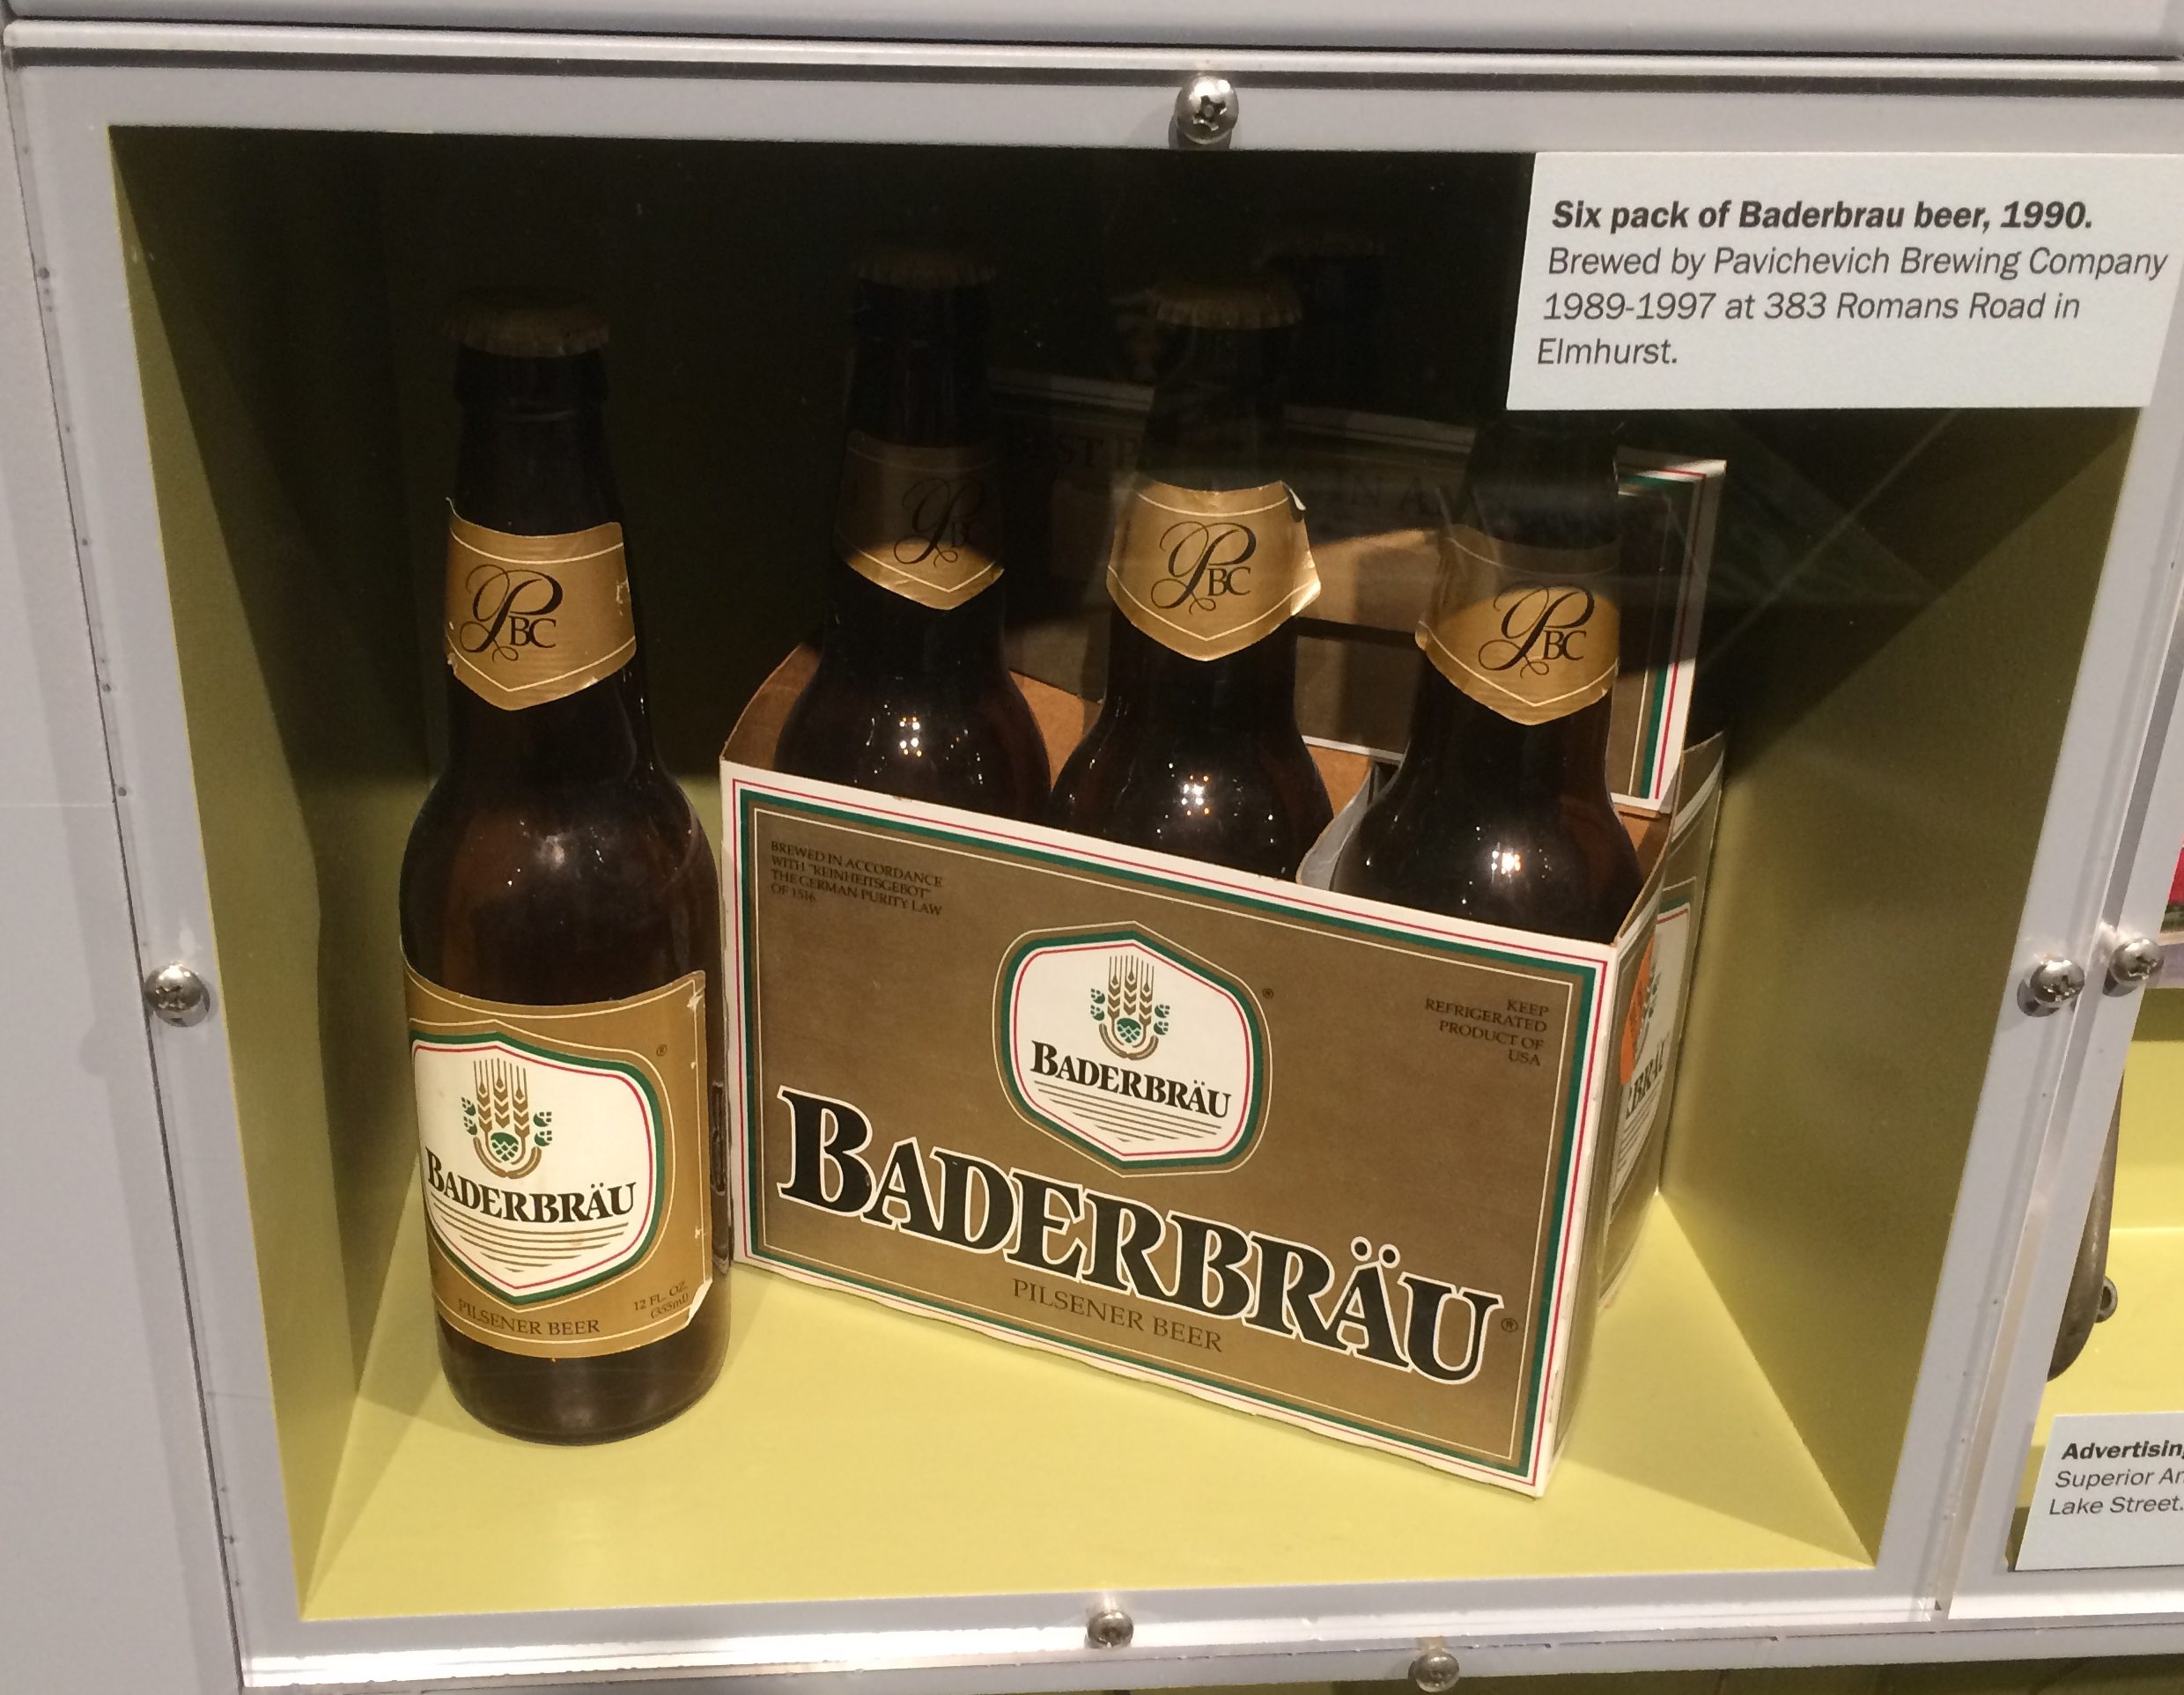 Six pack of Baderbrau beer, 1990.
Brewed by Pavichevich Brewing Company
1989-1997 at 383 Romans Road in
Elmhurst.
PBC
PBC
PBC
PBC
BADERBRÄU
PILSENER BEER
12 FL. OZ.
(355ml)
BREWED IN ACCORDANCE
WITH "REINHEITSGEBOT"
THE GERMAN PURITY LAW
OF 1516
KEEP
REFRIGERATED
PRODUCT OF
USA
BADERBRÄU
BADERBRÄU
PILSENER BEER
Superior
Lake Street.